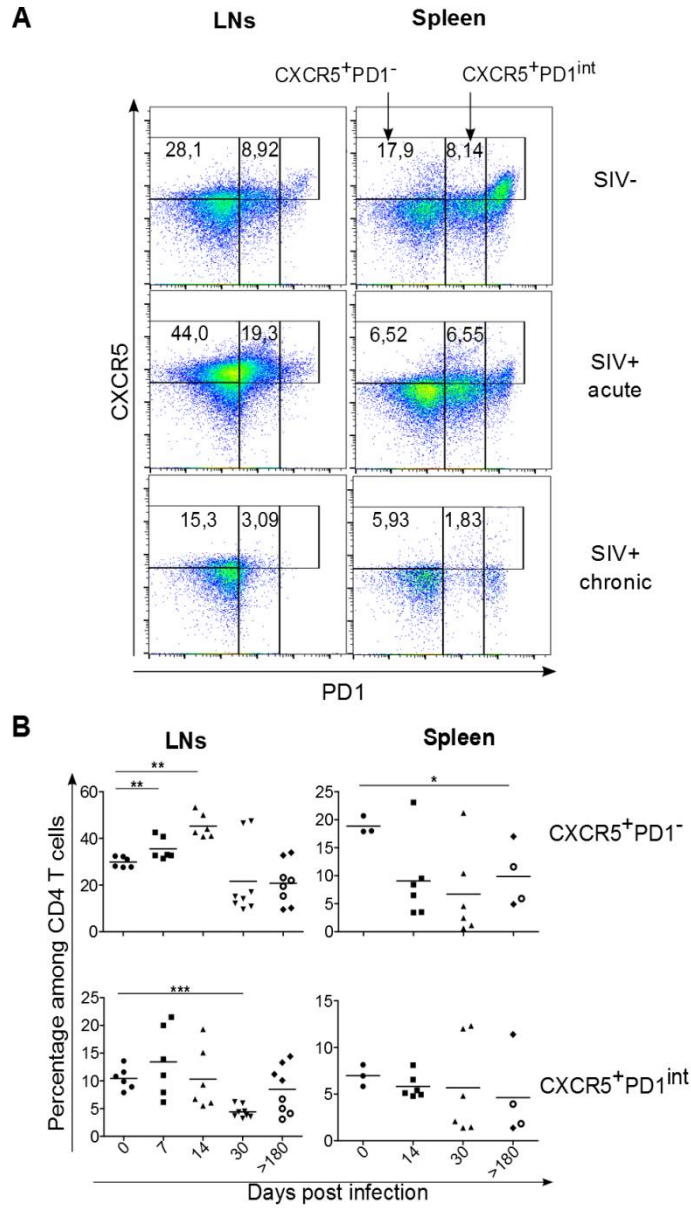 A
LNs Spleen
CXCR5+PD1- CXCR5+PD1int
28,1 8,92 17,9 8,14
SIV-
44,0 19,3 6,52 6,55
SIV+
acute
15,3 3,09 5,93 1,83
SIV+
chronic
CXCR5
PD1
B
LNs Spleen
Percentage among CD4 T cells
** *
**
60 25
40 20
20 15
0 10
5
0
CXCR5+PD1-
*** 
25 15
20 10
15 5
10 0
5
0
CXCR5+PD1int
0 7 14 30 >180 0 14 30 >180
Days post infection